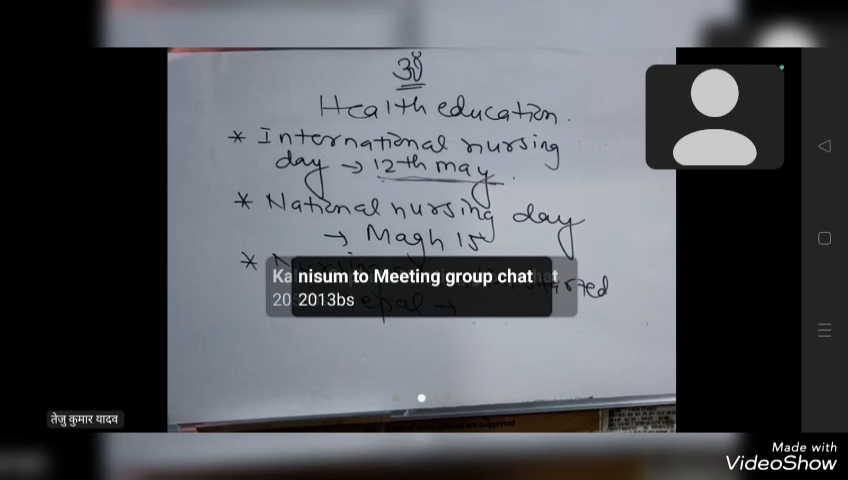 ॐ
Health education.
* International nursing
day → 12th may.
* National nursing day
→ Magh 15
*
nisum to Meeting group chat
2013bs
started
epal →
तेजु कुमार यादव
Made with
VideoShow